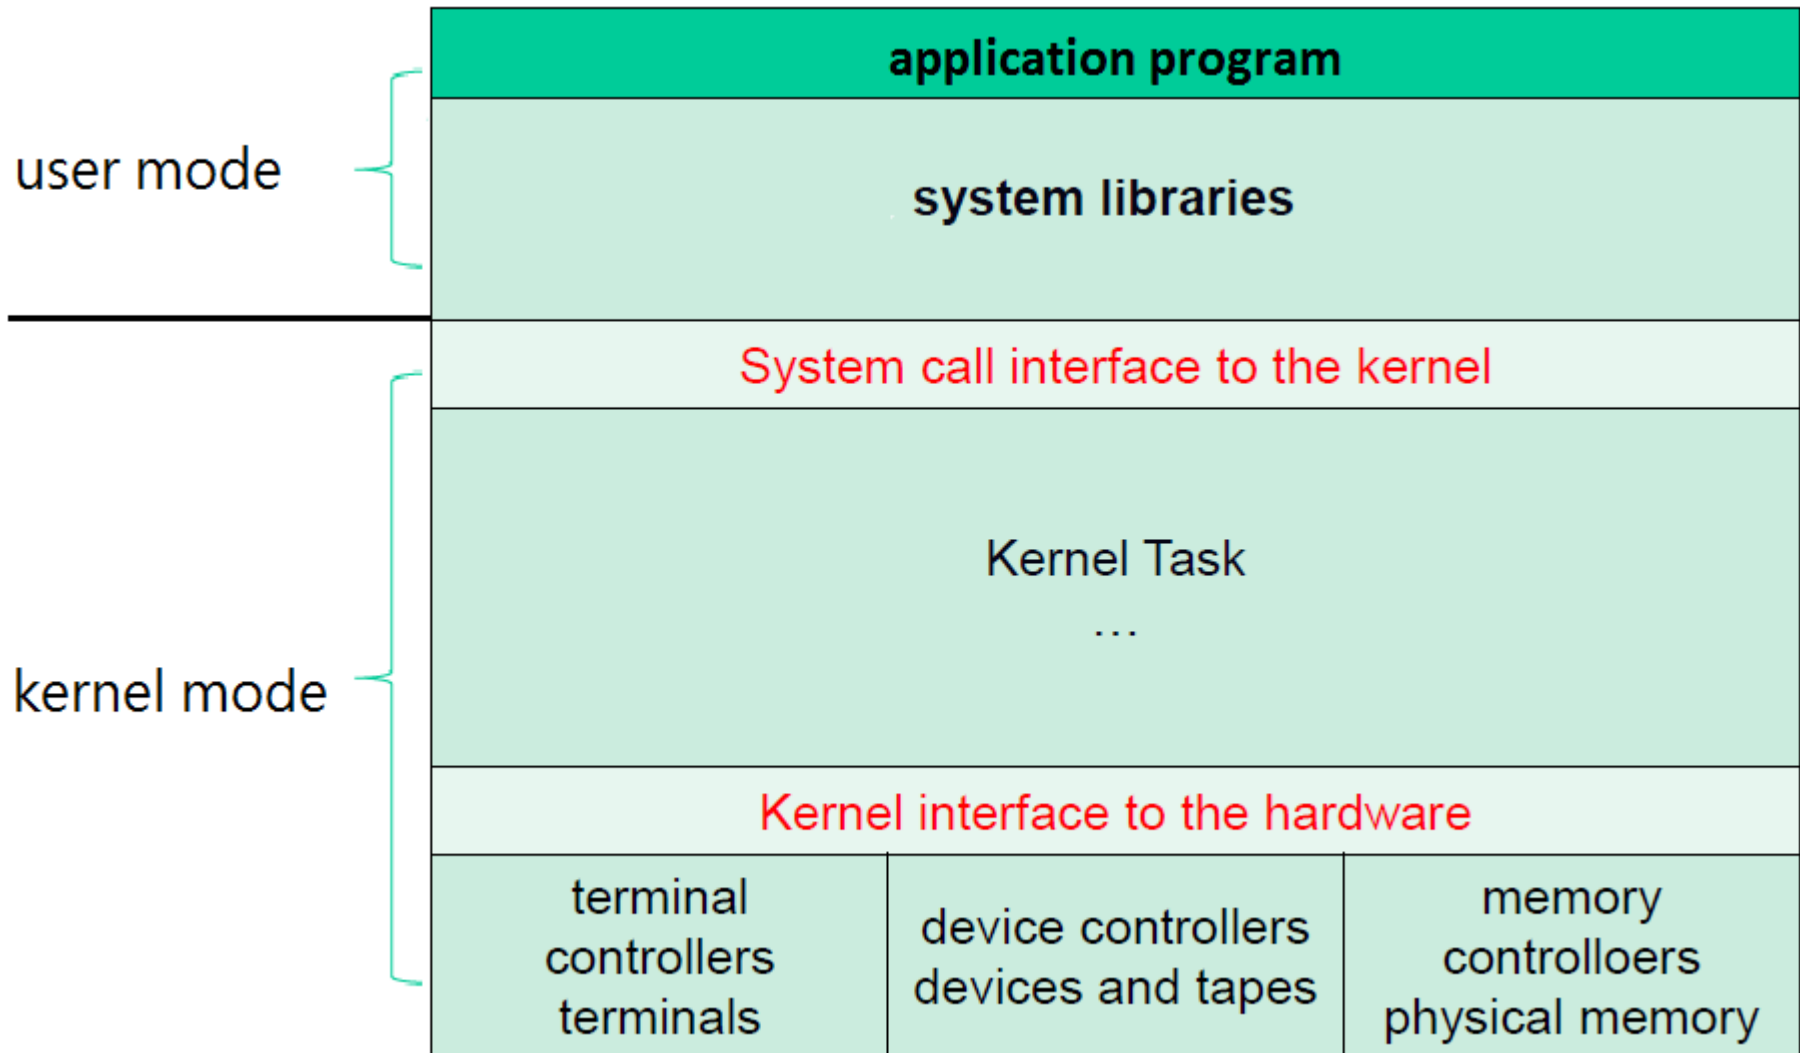 application program
user mode
system libraries
System call interface to the kernel
Kernel Task
...
kernel mode
Kernel interface to the hardware
terminal
controllers
terminals
device controllers
devices and tapes
memory
controlloers
physical memory